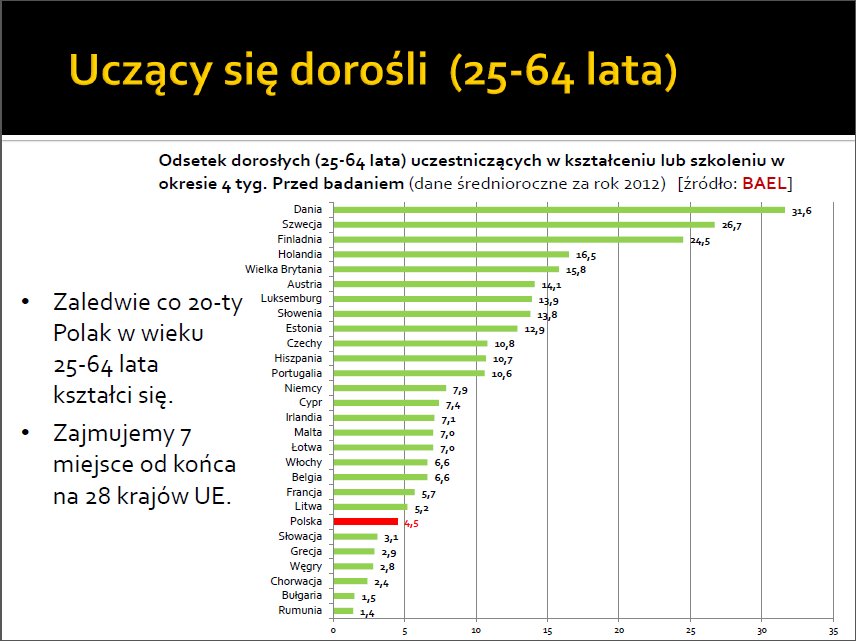 Uczący się dorośli (25-64 lata)
Odsetek dorosłych (25-64 lata) uczestniczących w kształceniu lub szkoleniu w
okresie 4 tyg. Przed badaniem (dane średnioroczne za rok 2012) [źródło: BAEL]
• Zaledwie co 20-ty
Polak w wieku
25-64 lata
kształci się.
• Zajmujemy 7
miejsce od końca
na 28 krajów UE.
Dania 31,6
Szwecja 26,7
Finladnia 24,5
Holandia 16,5
Wielka Brytania 15,8
Austria 14,1
Luksemburg 13,9
Słowenia 13,8
Estonia 12,9
Czechy 10,8
Hiszpania 10,7
Portugalia 10,6
Niemcy 7,9
Cypr 7,4
Irlandia 7,1
Malta 7,0
Łotwa 7,0
Włochy 6,6
Belgia 6,6
Francja 5,7
Litwa 5,2
Polska 4,5
Słowacja 3,1
Grecja 2,9
Węgry 2,8
Chorwacja 2,4
Bułgaria 1,5
Rumunia 1,4
0 5 10 15 20 25 30 35